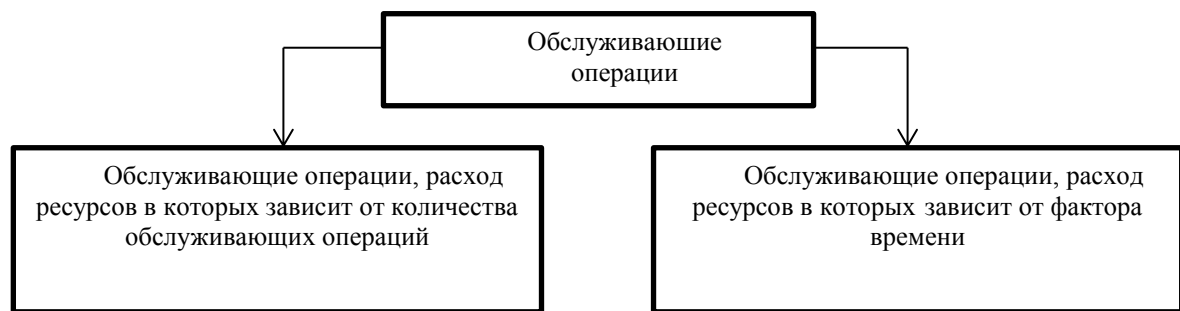 Обслуживаюшие
операции
Обслуживающие операции, расход
ресурсов в которых зависит от количества
обслуживающих операций
Обслуживающие операции, расход
ресурсов в которых зависит от фактора
времени